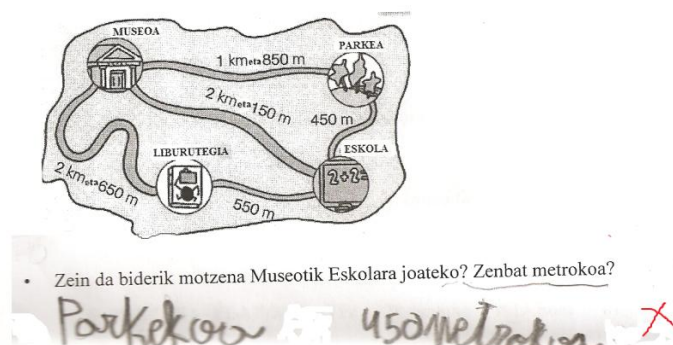 MUSEOA
PARKEA
1 km eta 850 m
2 km eta 150 m
450 m
LIBURUTEGIA
ESKOLA
2+2=
2 km eta 650 m
550 m
• Zein da biderik motzena Museotik Eskolara joateko? Zenbat metrokoa?
Parkekoa 450 metrokoa. X